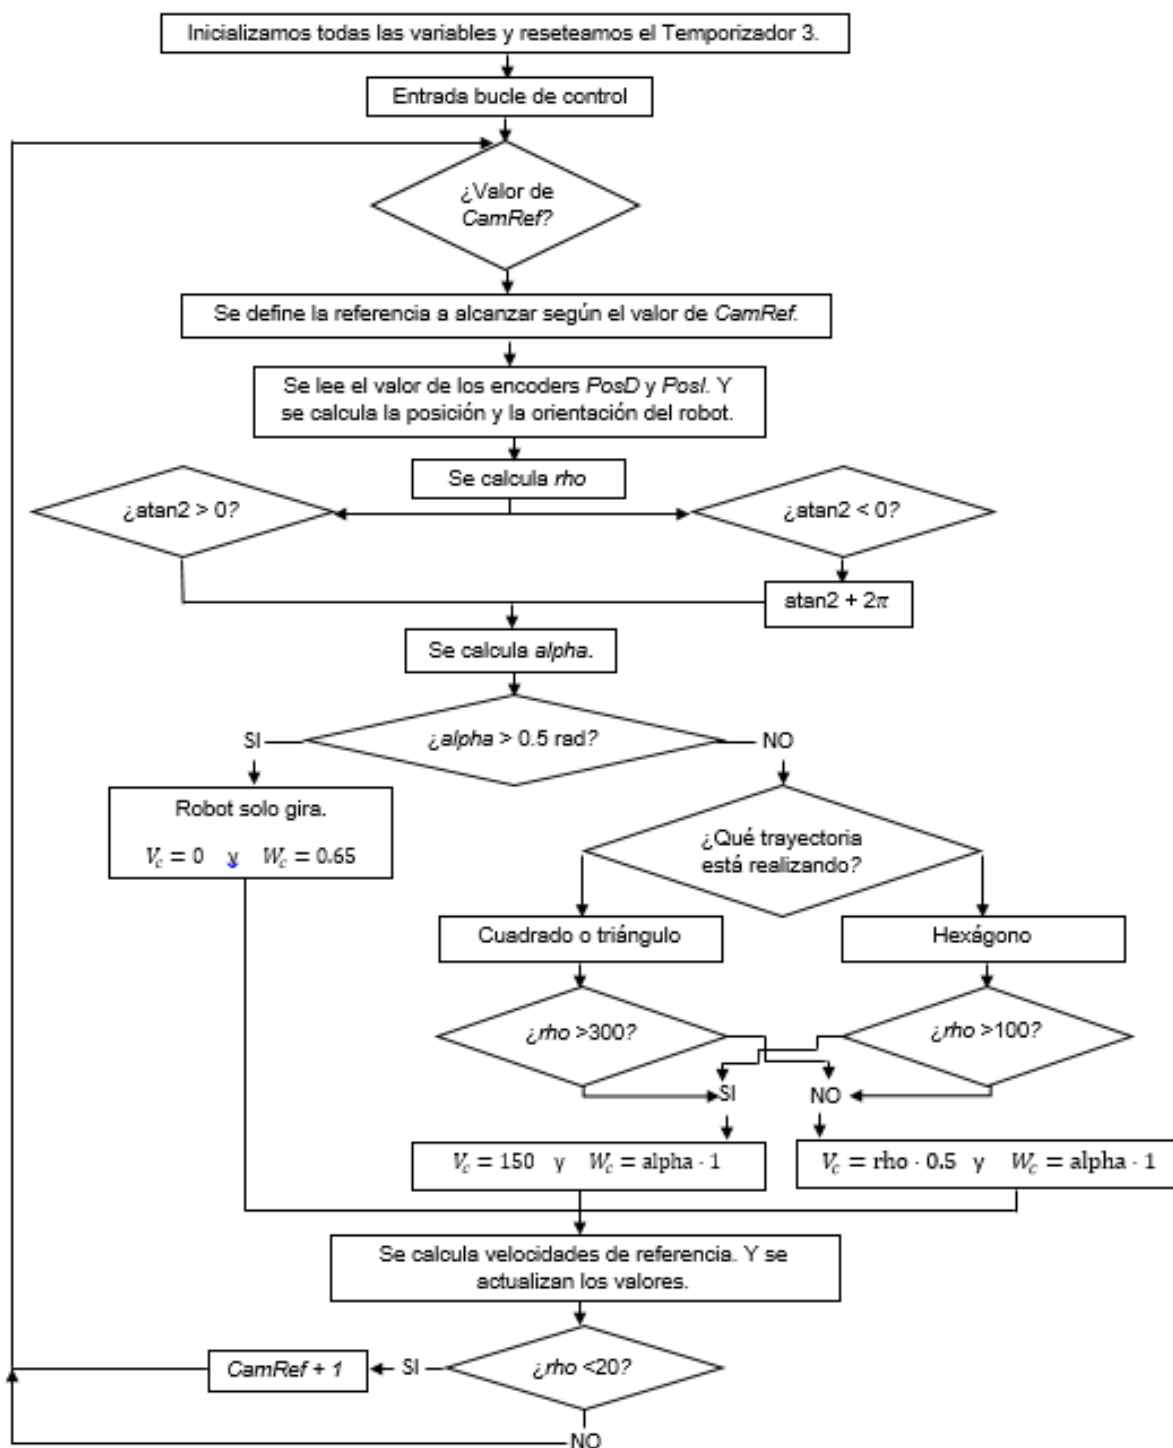 Inicializamos todas las variables y reseteamos el Temporizador 3.
Entrada bucle de control
¿Valor de
CamRef?
Se define la referencia a alcanzar según el valor de CamRef.
Se lee el valor de los encoders PosD y PosI. Y
se calcula la posición y la orientación del robot.
Se calcula rho
¿atan2 > 0?
¿atan2 < 0?
atan2 + 2π
Se calcula alpha.
SI
¿alpha > 0.5 rad?
NO
Robot solo gira.
V_c = 0 y W_c = 0.65
¿Qué trayectoria
está realizando?
Cuadrado o triángulo
Hexágono
¿rho >300?
¿rho >100?
SI
NO
V_c = 150 y W_c = alpha · 1
V_c = rho · 0.5 y W_c = alpha · 1
Se calcula velocidades de referencia. Y se
actualizan los valores.
CamRef + 1
SI
¿rho <20?
NO